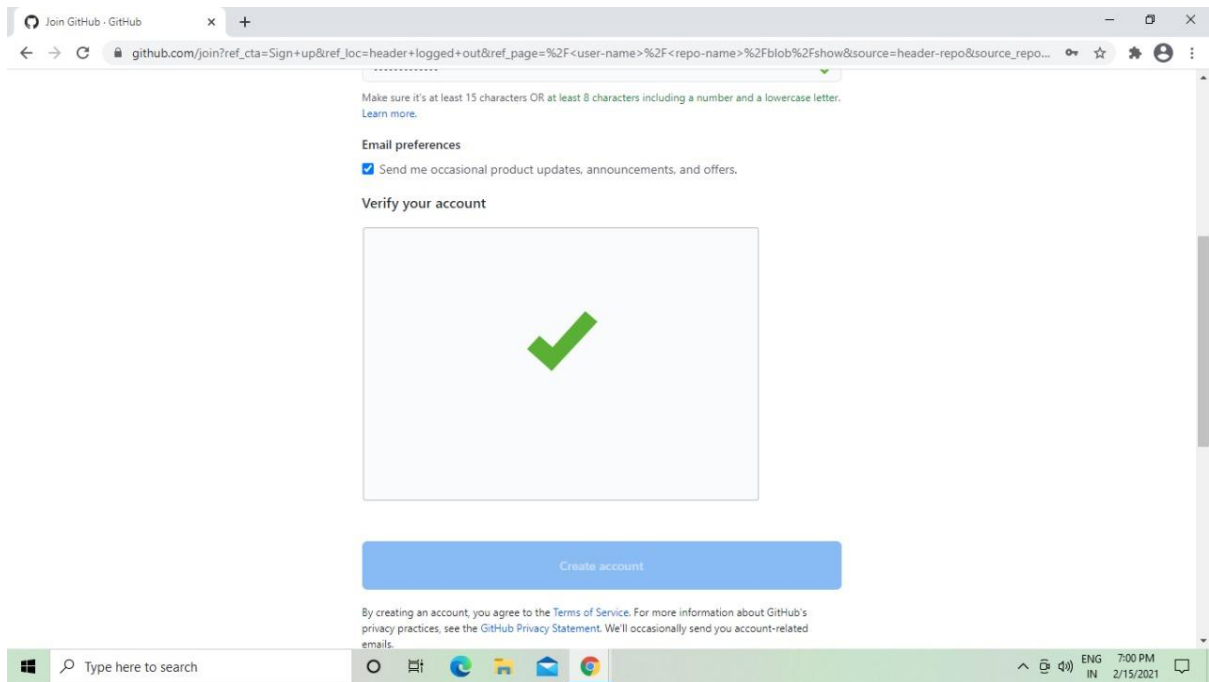 Join GitHub · GitHub
github.com/join?ref_cta=Sign+up&ref_loc=header+logged+out&ref_page=%2F<user-name>%2F<repo-name>%2Fblob%2Fshow&source=header-repo&source_repo...
Make sure it's at least 15 characters OR at least 8 characters including a number and a lowercase letter.
Learn more.
Email preferences
Send me occasional product updates, announcements, and offers.
Verify your account
Create account
By creating an account, you agree to the Terms of Service. For more information about GitHub's
privacy practices, see the GitHub Privacy Statement. We'll occasionally send you account-related
emails.
Type here to search
ENG
IN
7:00 PM
2/15/2021